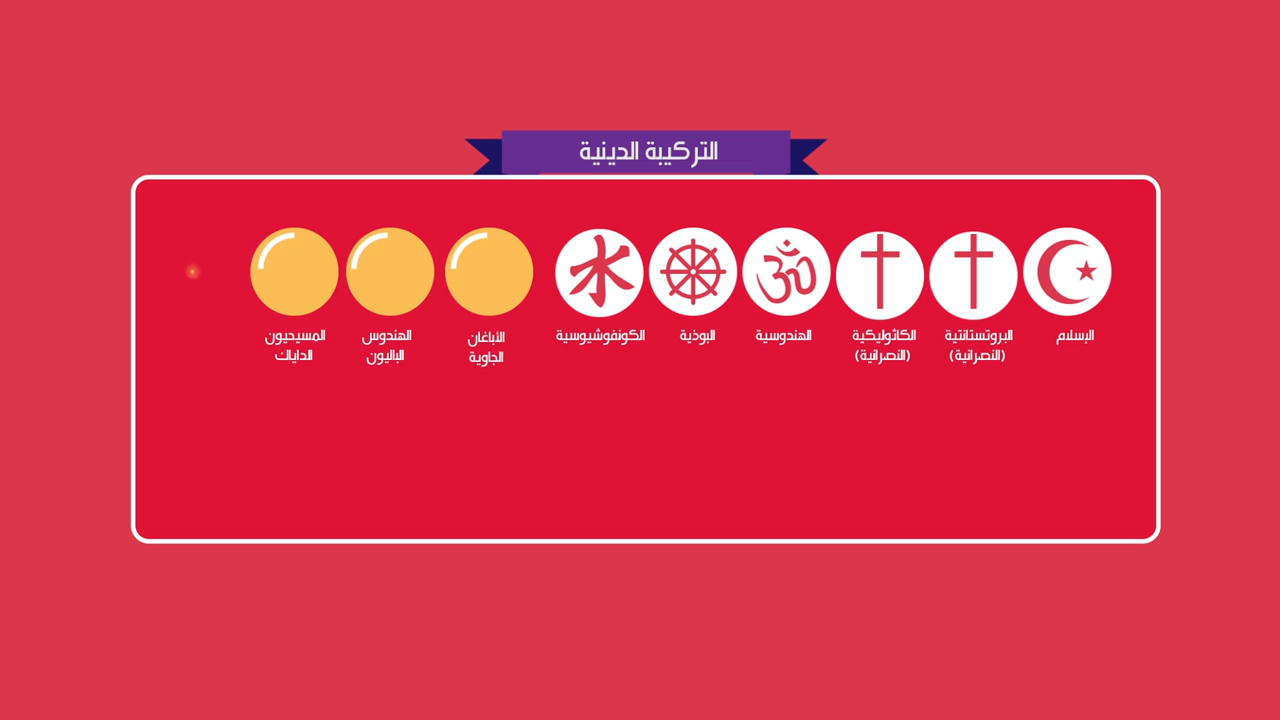 التركيبة الدينية
الإسلام
البروتستانتية
(النصرانية)
الكاثوليكية
(النصرانية)
الهندوسية
البوذية
الكونفوشيوسية
الأباغان
الجاوية
الهندوس
الباليون
المسيحيون
الداياك